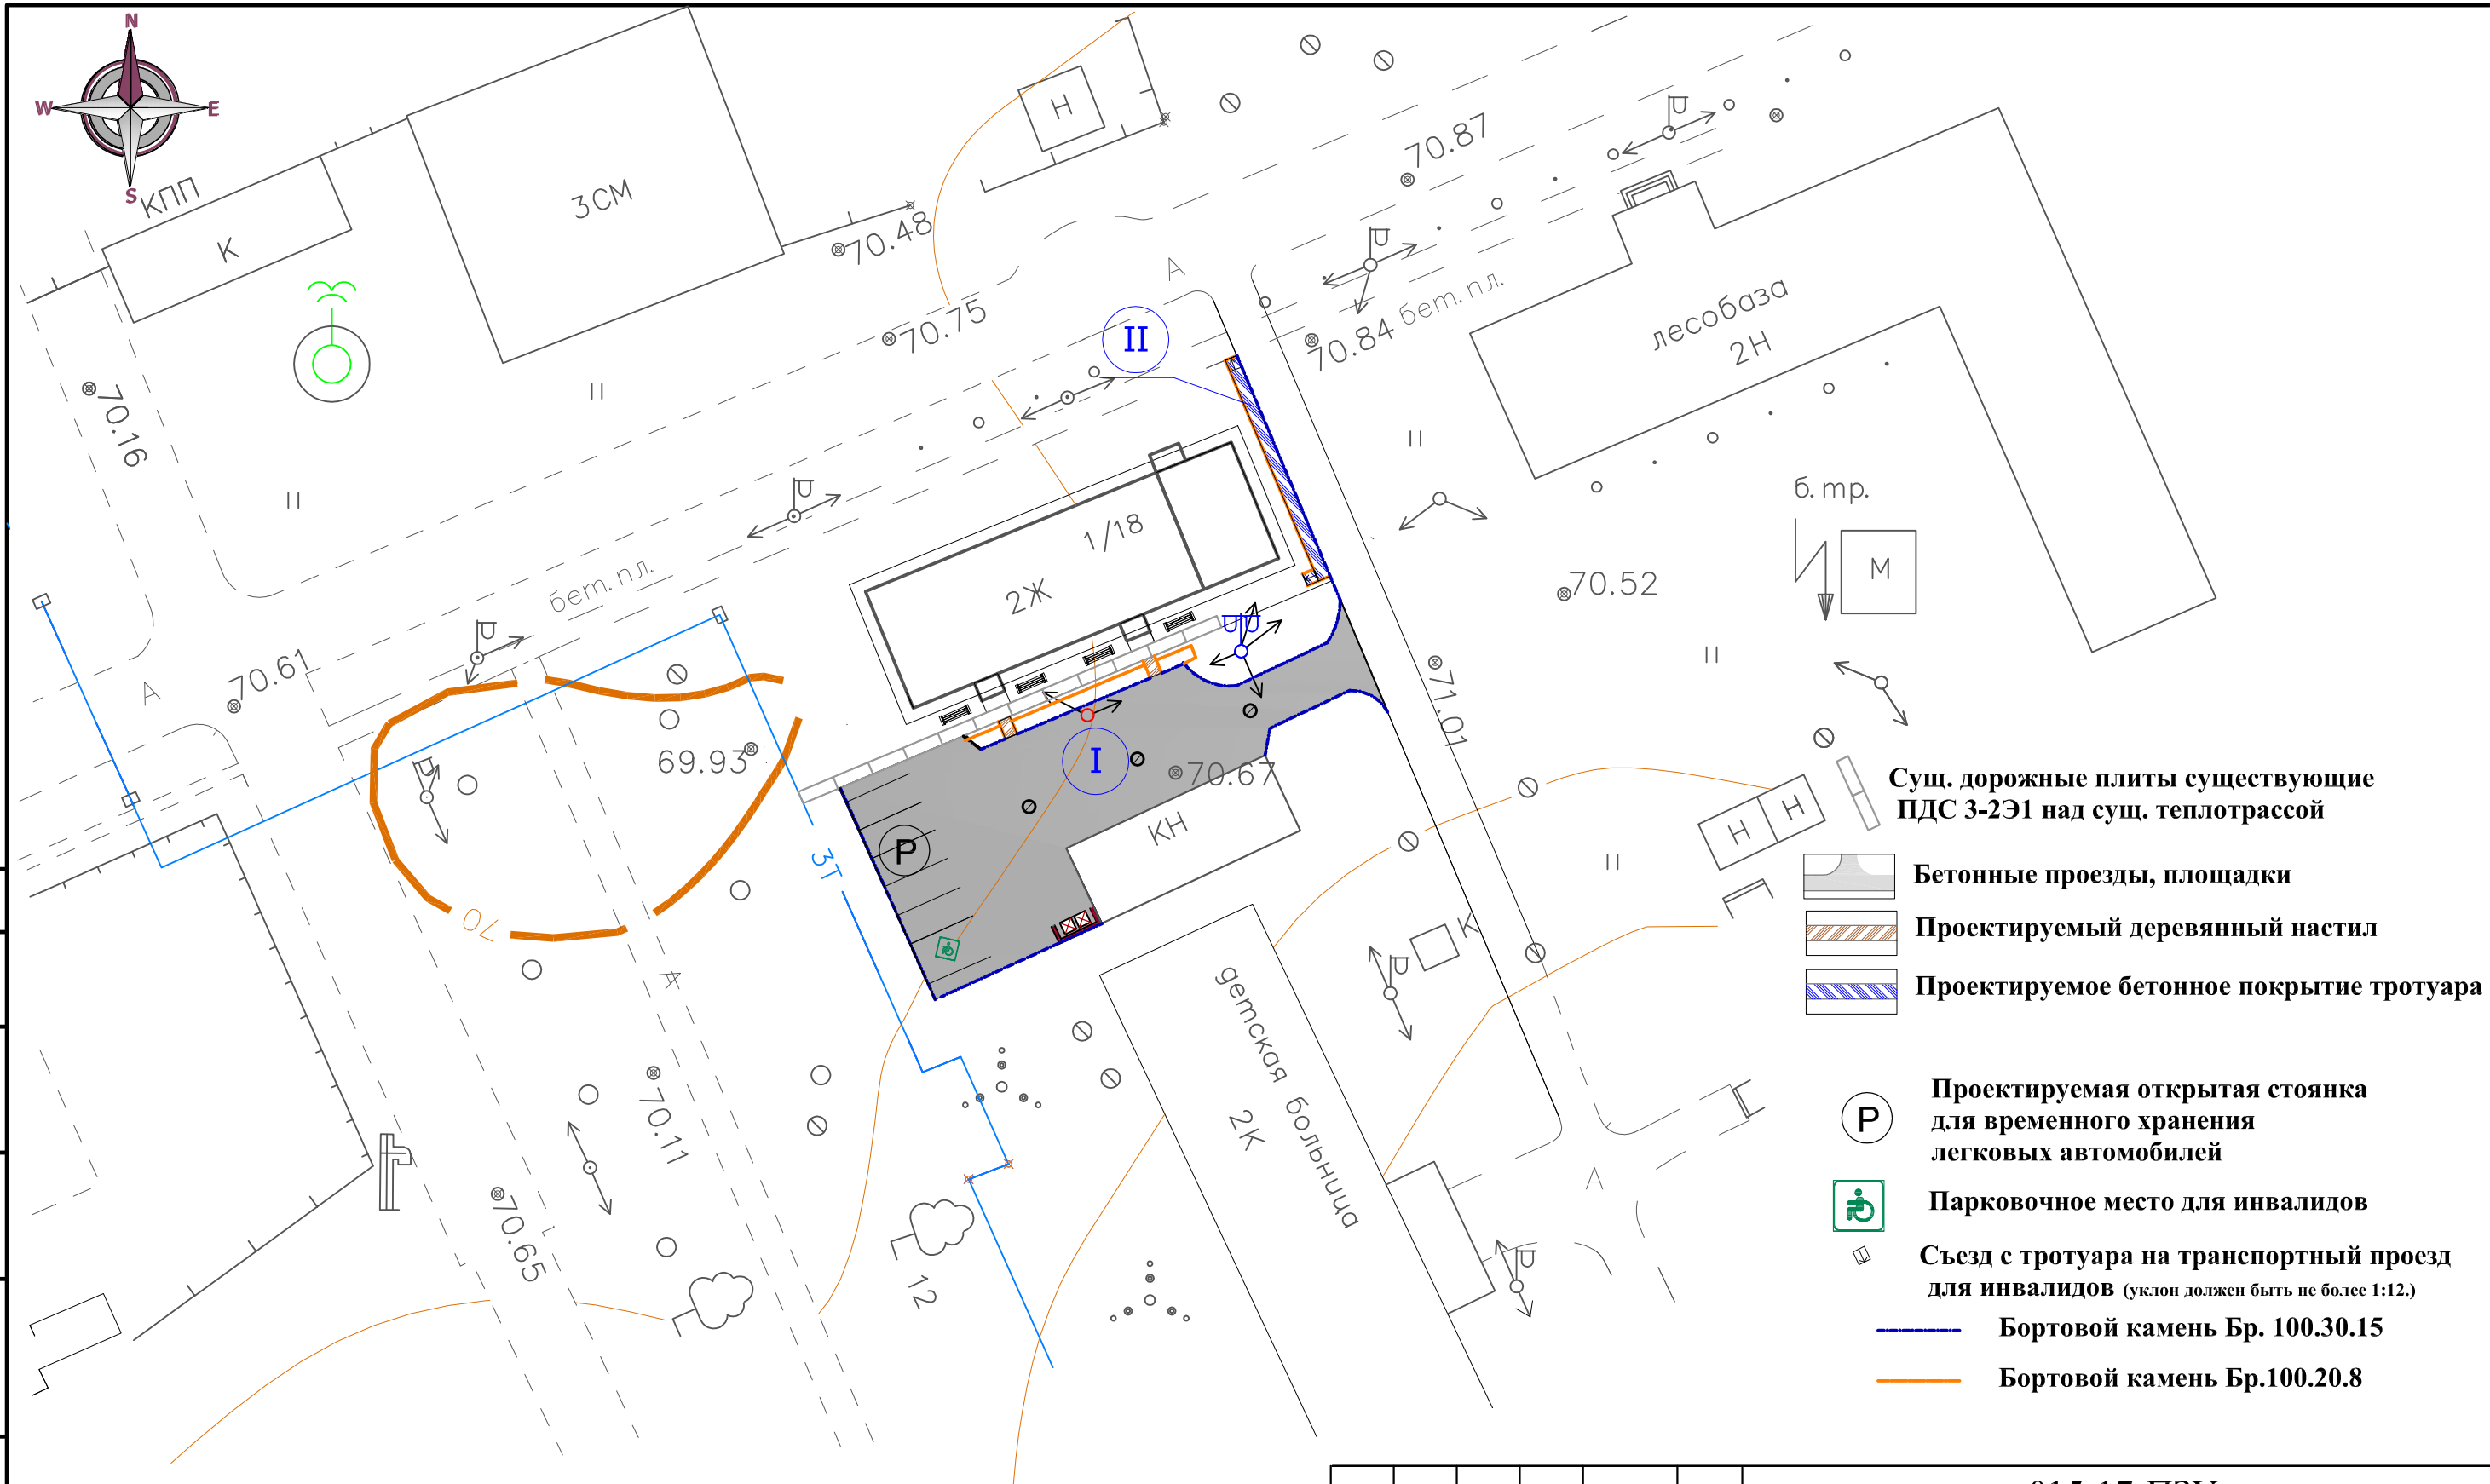 N
W E
S
КПП
К
3СМ
Н
70.87
70.48
70.75
А
70.84 бет.пл.
II
лесобаза
2Н
70.16
1/18
2Ж
б.тр.
М
70.52
бет.пл.
70.61
А
69.93
I
70.67
71.01
КН
Р
3Т
70
А
Н Н
К
детская больница
2К
70.11
70.65
12
А
Сущ. дорожные плиты существующие
ПДС 3-2Э1 над сущ. теплотрассой
Бетонные проезды, площадки
Проектируемый деревянный настил
Проектируемое бетонное покрытие тротуара
Р
Проектируемая открытая стоянка
для временного хранения
легковых автомобилей
Парковочное место для инвалидов
Съезд с тротуара на транспортный проезд
для инвалидов (уклон должен быть не более 1:12.)
Бортовой камень Бр. 100.30.15
Бортовой камень Бр.100.20.8